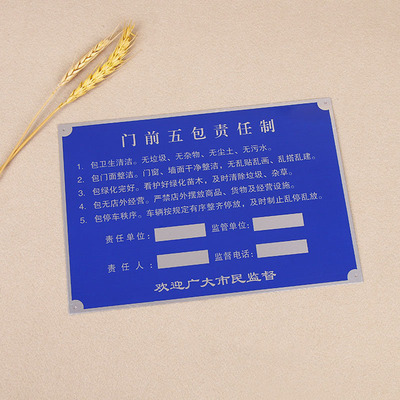 门前五包责任制
1. 包卫生清洁。无垃圾、无杂物、无尘土、无污水。
2. 包门面整洁。门窗、墙面干净整洁，无乱贴乱画、乱搭乱建。
3. 包绿化完好。看护好绿化苗木，及时清除垃圾、杂草。
4. 包无店外经营。严禁店外摆放商品、货物及经营设施。
5. 包停车秩序。车辆按规定有序整齐停放，及时制止乱停乱放。
责任单位： 监管单位：
责任人： 监督电话：
欢迎广大市民监督